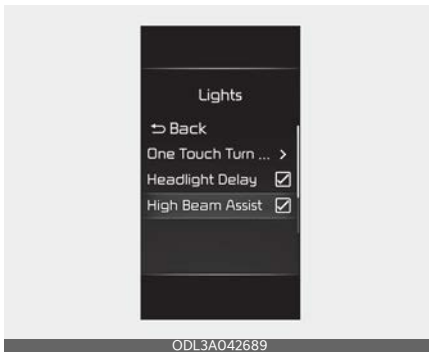 Lights
Back
One Touch Turn ... >
Headlight Delay
High Beam Assist
ODL3A042689